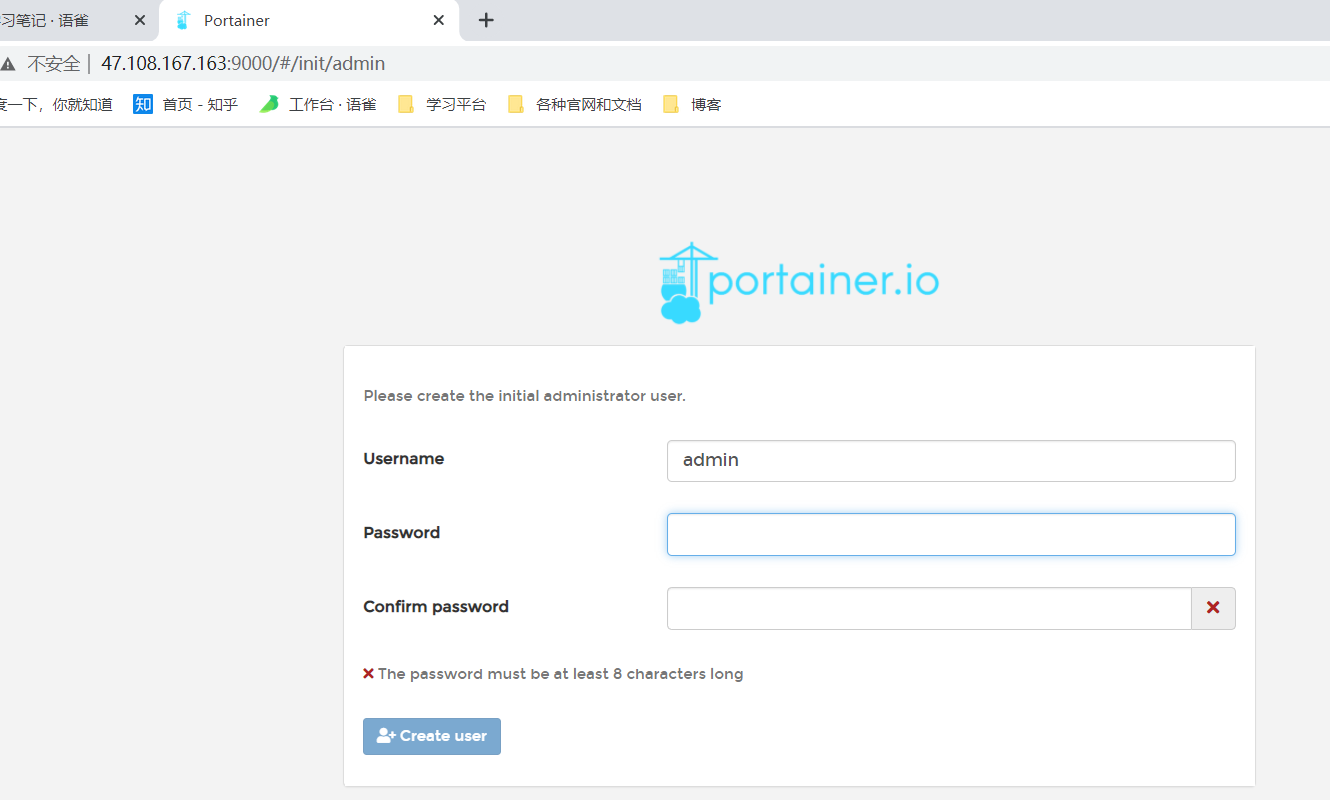 习笔记 · 语雀
Portainer
不安全 | 47.108.167.163:9000/#/init/admin
一下，你就知道 知 首页 - 知乎 工作台 · 语雀 学习平台 各种官网和文档 博客
portainer.io
Please create the initial administrator user.
Username
admin
Password
Confirm password
The password must be at least 8 characters long
Create user